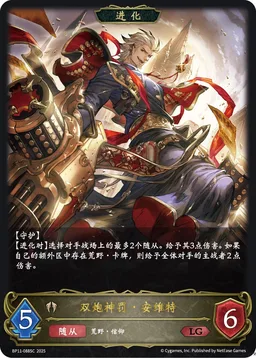 进化
【守护】
【进化时】选择对手战场上的最多2个随从。给予其3点伤害。如果
自己的额外区中存在荒野·卡牌，则给予全体对手的主战者2点
伤害。
双炮神罚·安维特
5
随从
荒野·信仰
LG
6
BP11-088SC 2025
© Cygames, Inc. Published by NetEase Games